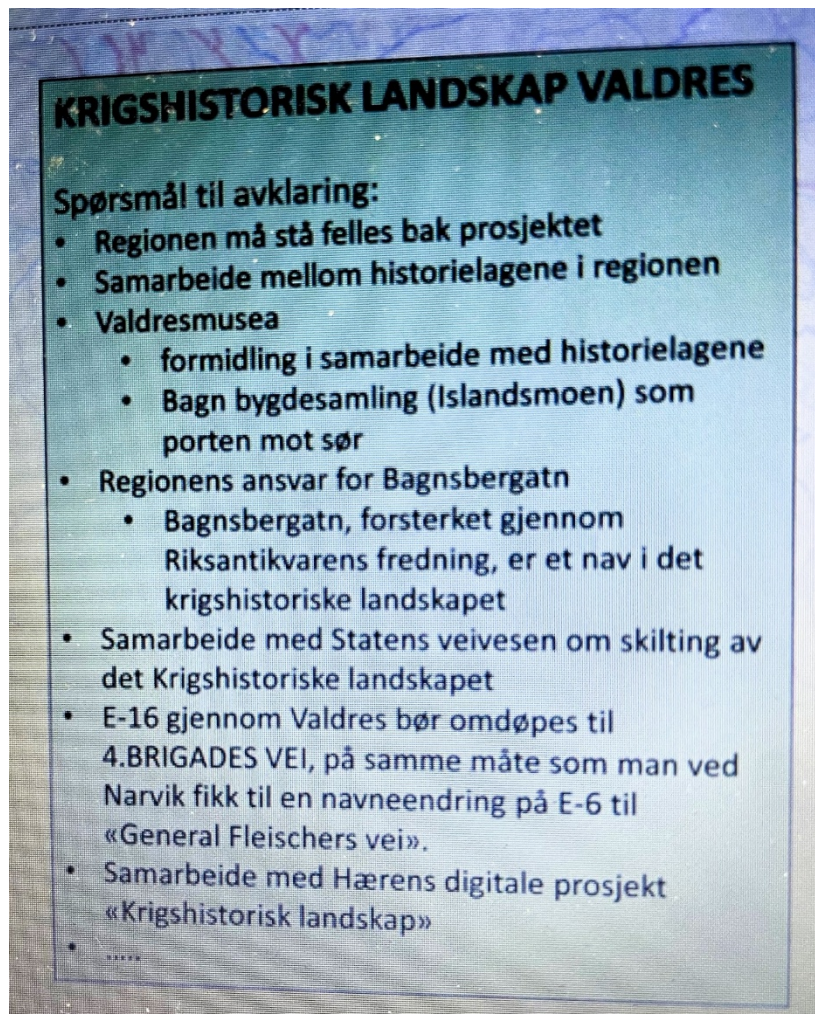 KRIGSHISTORISK LANDSKAP VALDRES
Spørsmål til avklaring:
• Regionen må stå felles bak prosjektet
• Samarbeide mellom historielagene i regionen
• Valdresmusea
• formidling i samarbeide med historielagene
• Bagn bygdesamling (Islandsmoen) som
porten mot sør
• Regionens ansvar for Bagnsbergatn
• Bagnsbergatn, forsterket gjennom
Riksantikvarens fredning, er et nav i det
krigshistoriske landskapet
• Samarbeide med Statens veivesen om skilting av
det Krigshistoriske landskapet
• E-16 gjennom Valdres bør omdøpes til
4.BRIGADES VEI, på samme måte som man ved
Narvik fikk til en navneendring på E-6 til
«General Fleischers vei».
• Samarbeide med Hærens digitale prosjekt
«Krigshistorisk landskap»
• .....